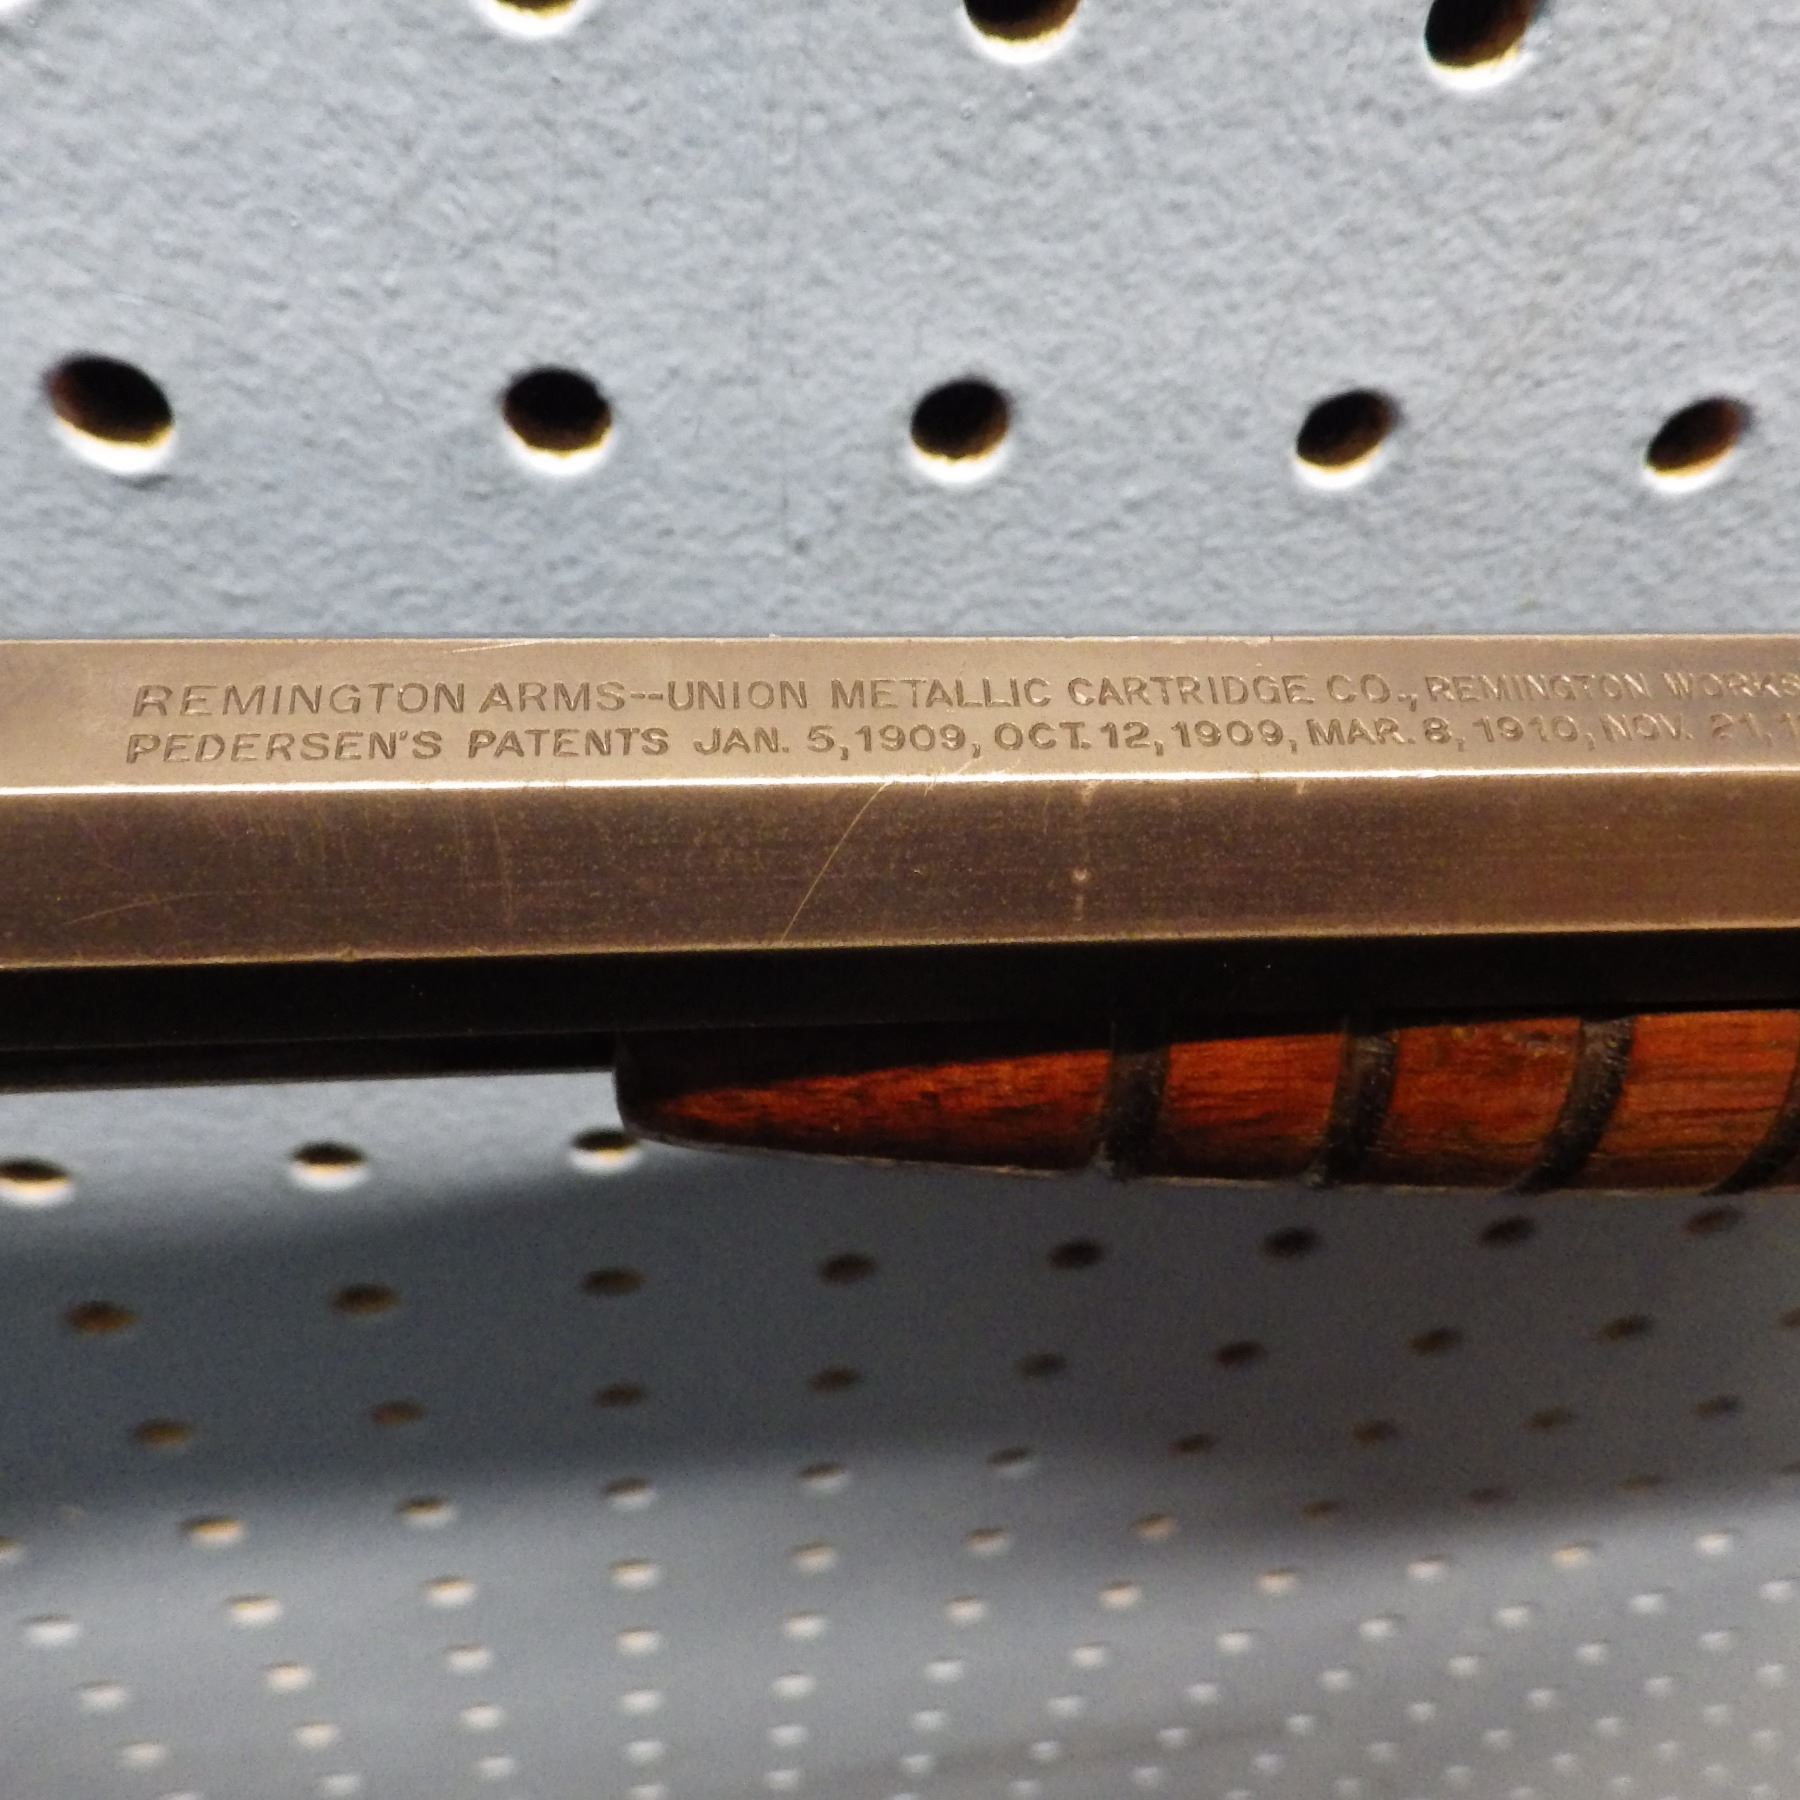 REMINGTON ARMS--UNION METALLIC CARTRIDGE CO., REMINGTON WORKS
PEDERSEN'S PATENTS JAN. 5, 1909, OCT. 12, 1909, MAR. 8, 1910, NOV. 21,